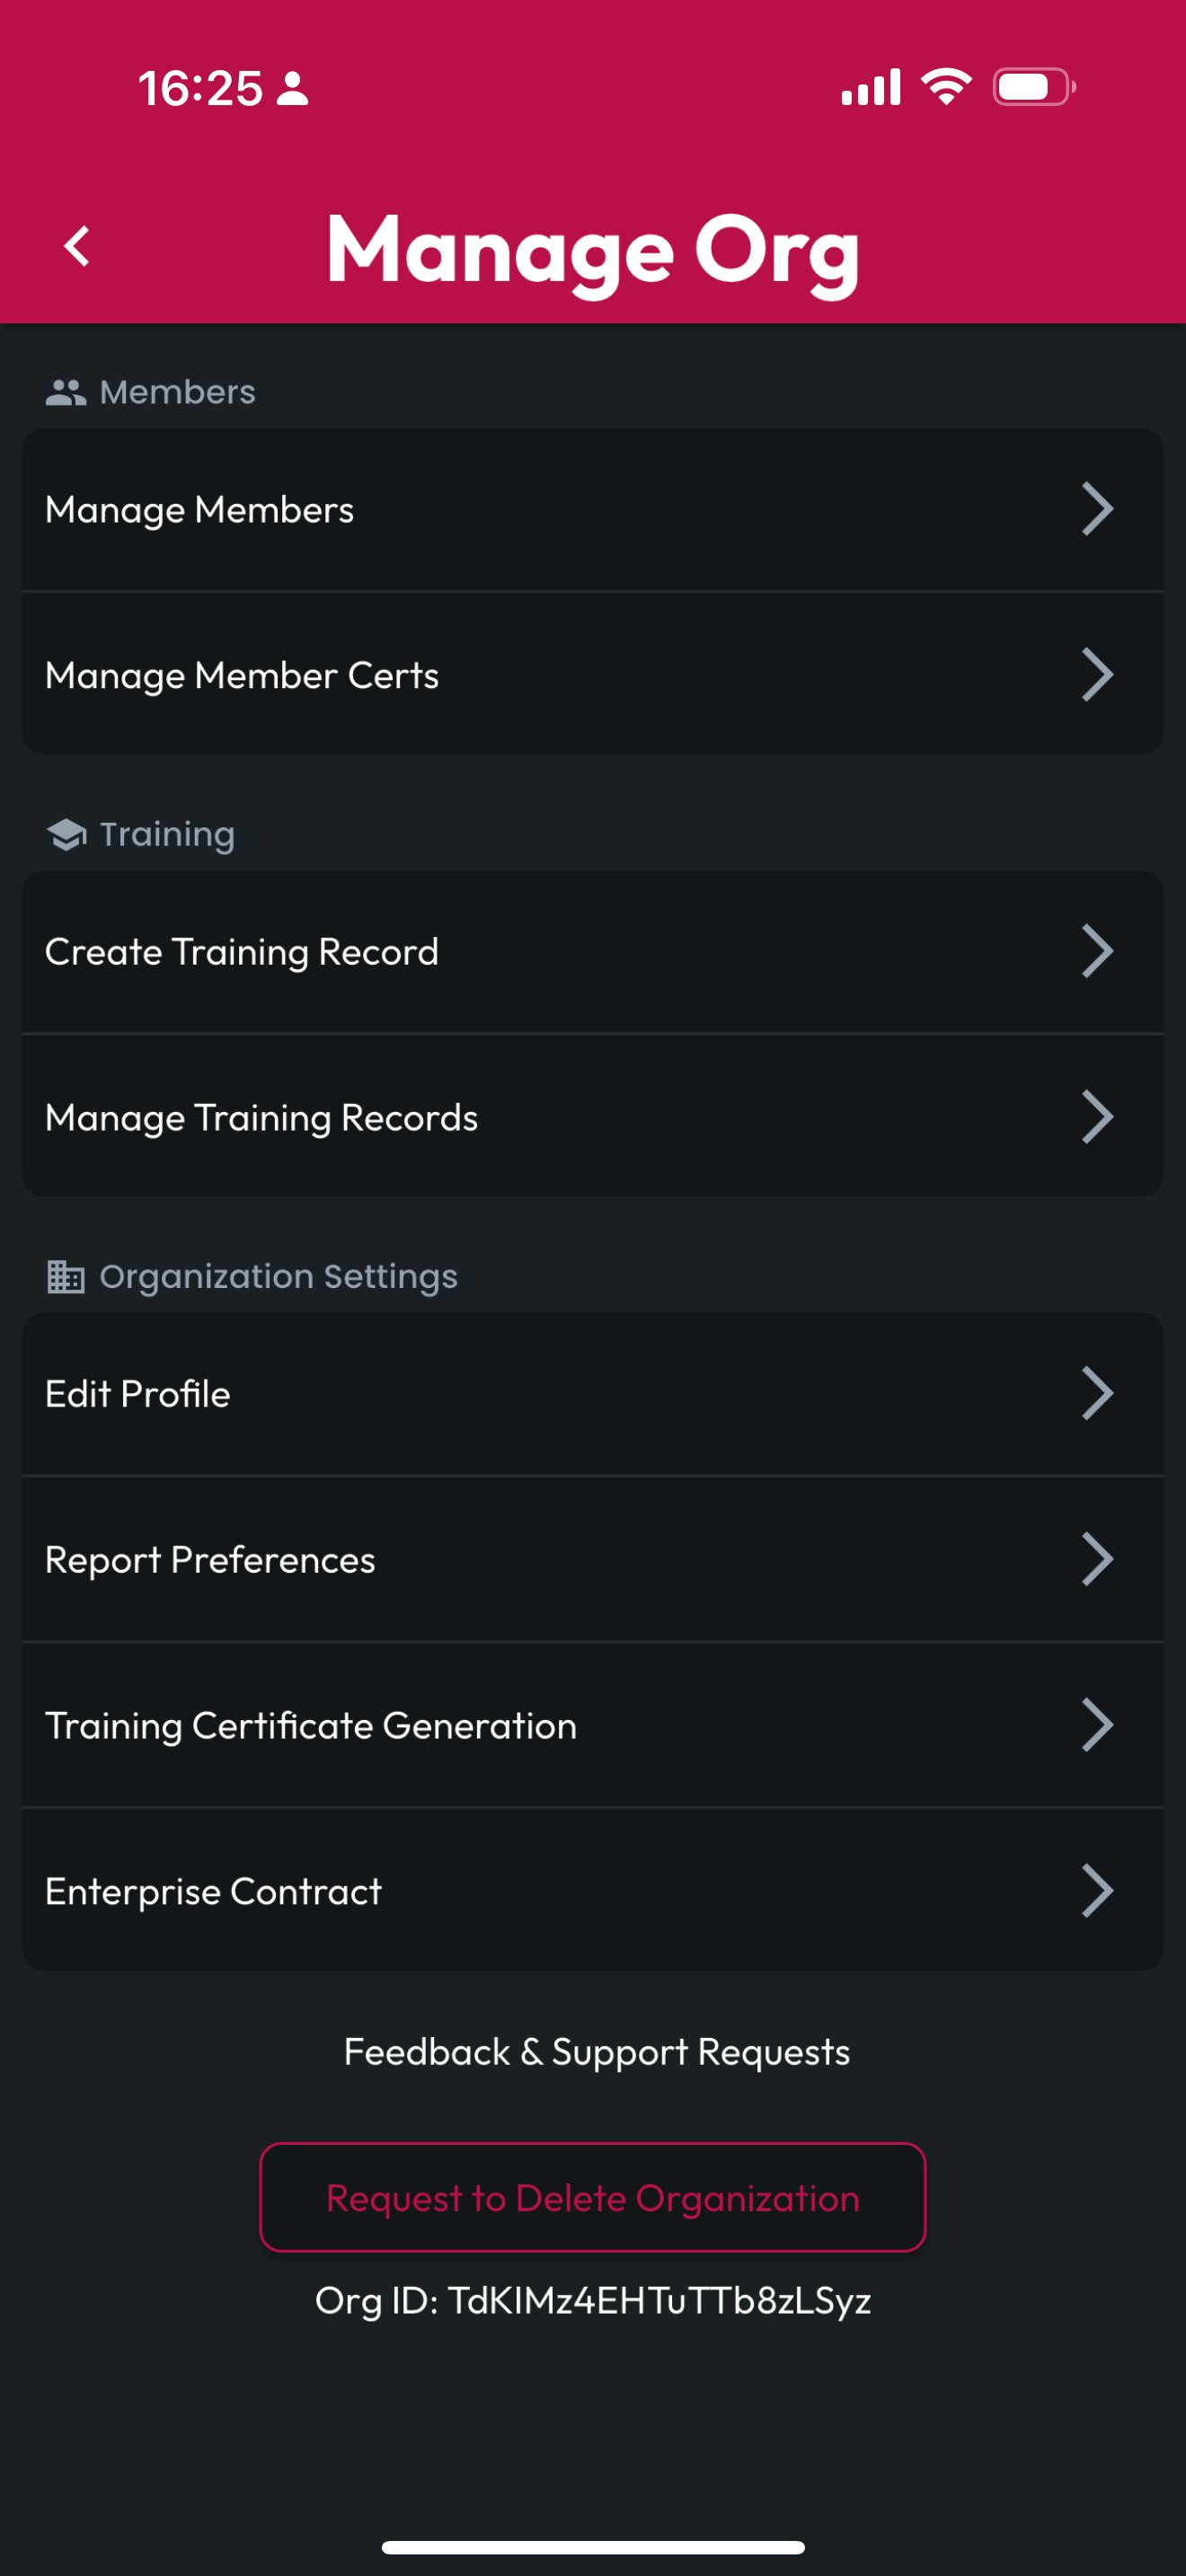 16:25
Manage Org
Members
Manage Members
Manage Member Certs
Training
Create Training Record
Manage Training Records
Organization Settings
Edit Profile
Report Preferences
Training Certificate Generation
Enterprise Contract
Feedback & Support Requests
Request to Delete Organization
Org ID: TdKIMz4EHTuTTb8zLSyz